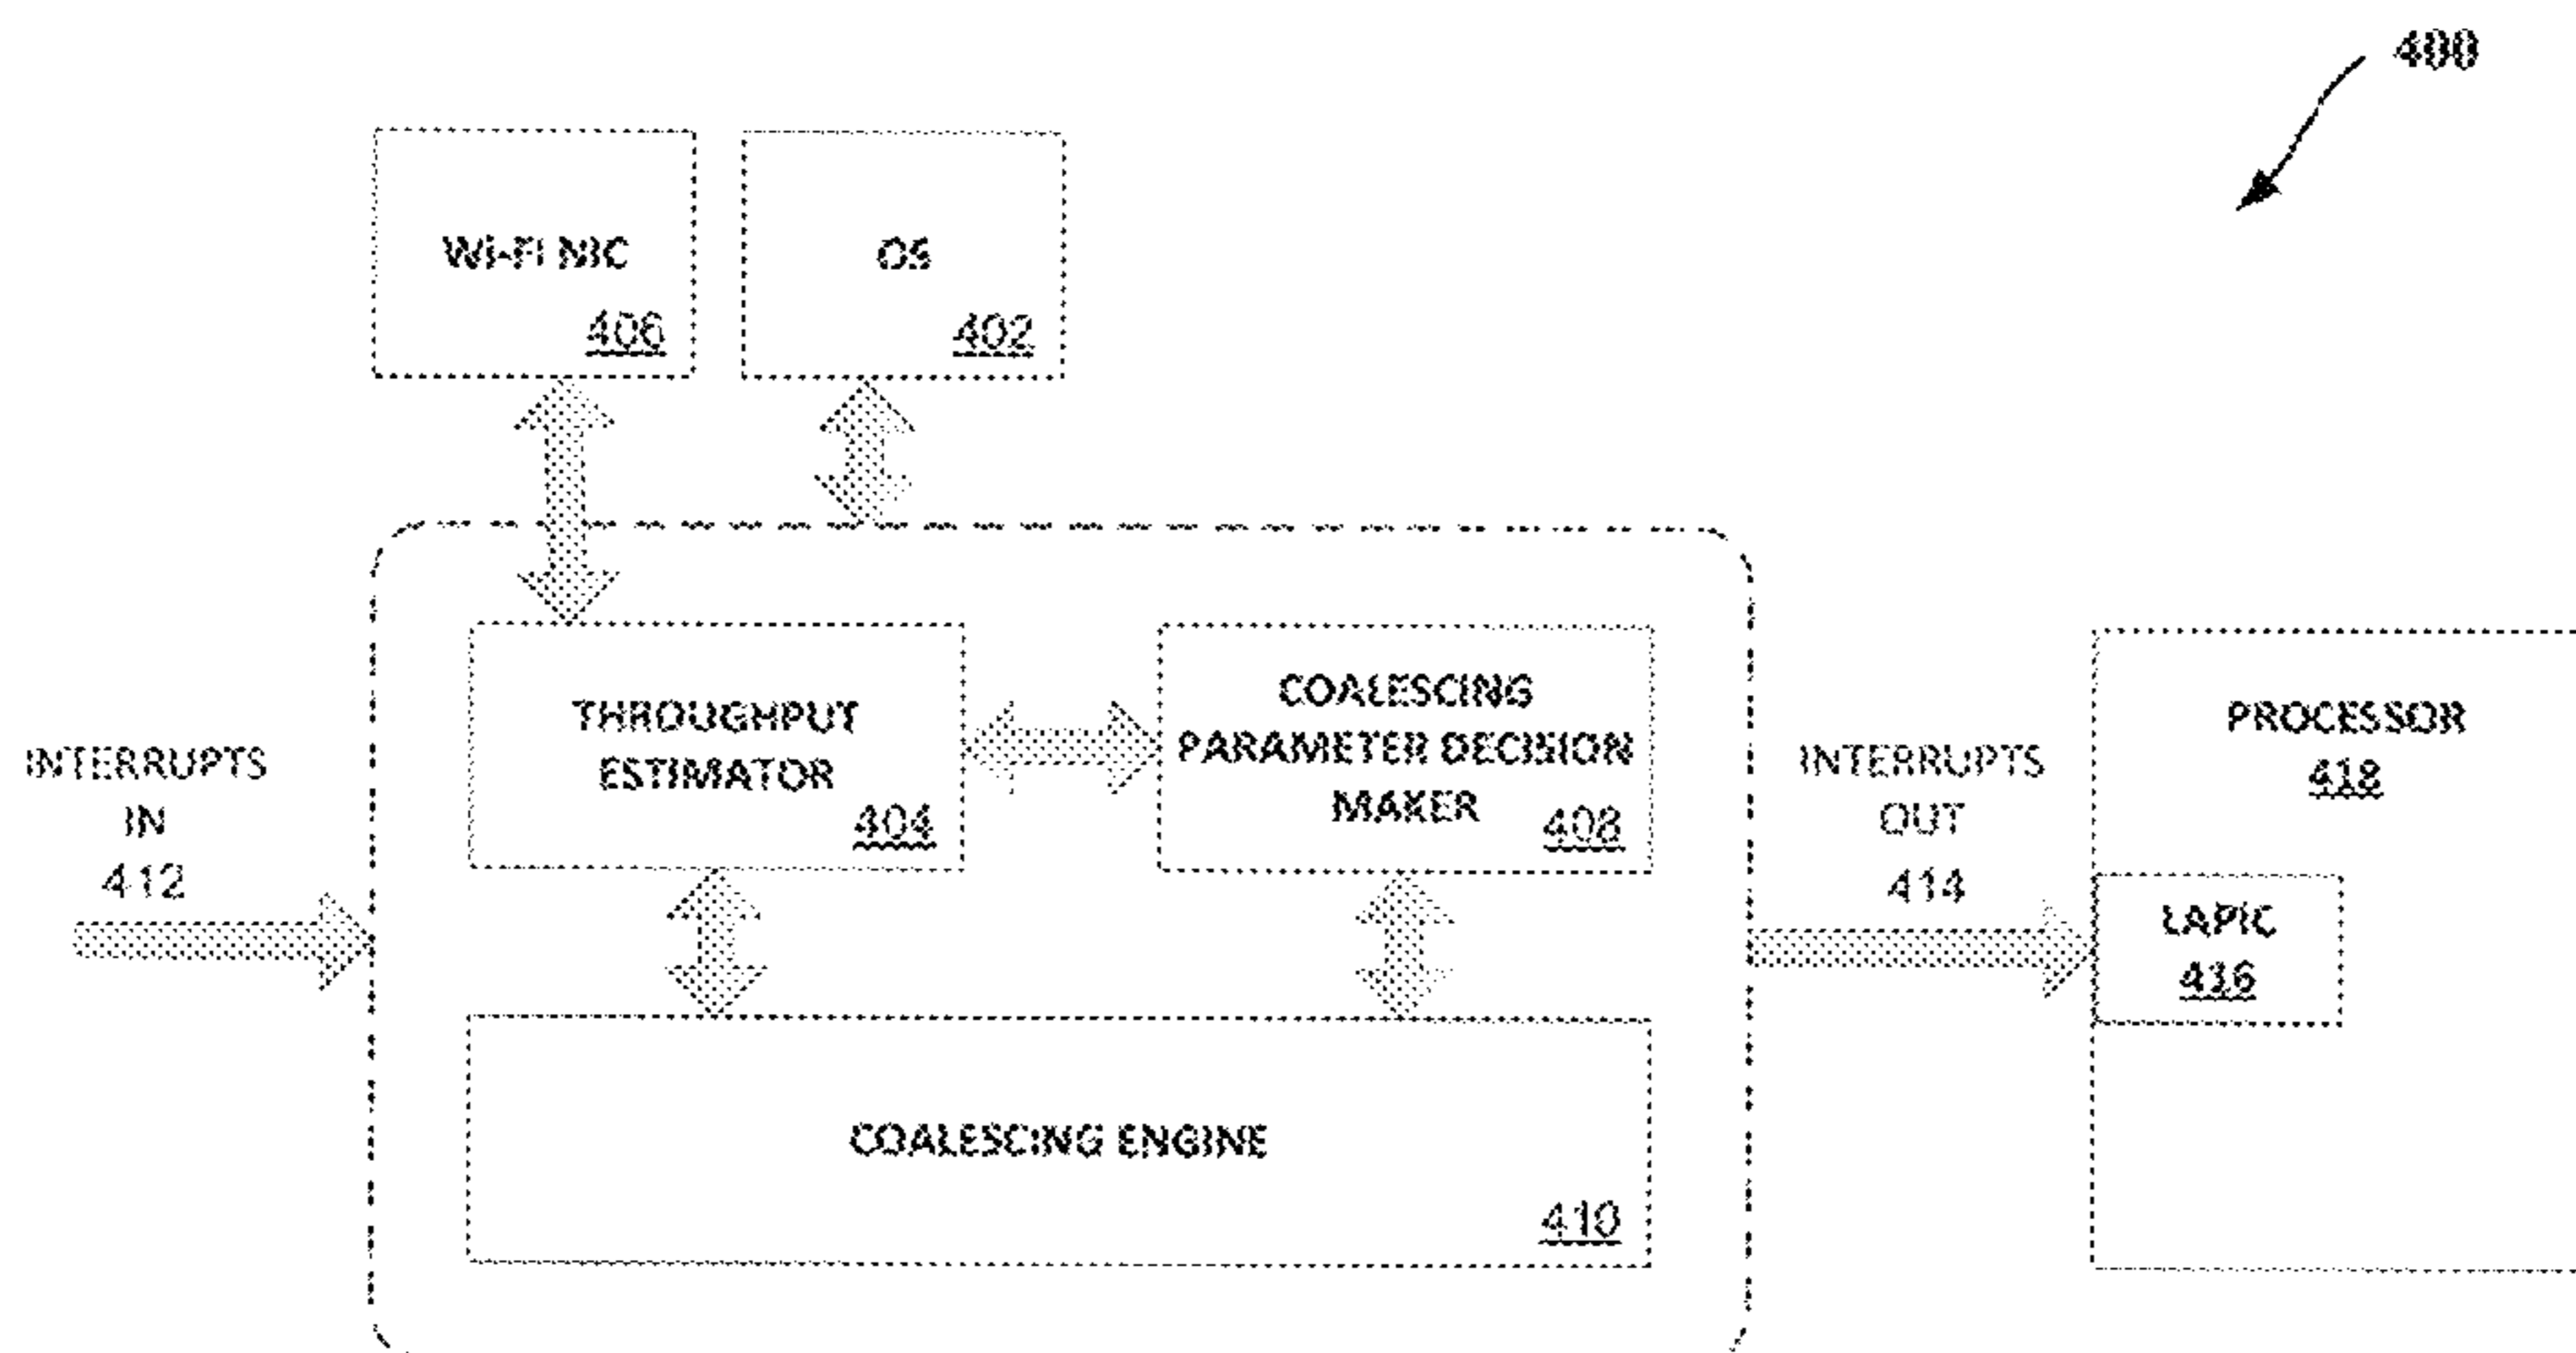 400
WI-FI NIC
406
OS
402
THROUGHPUT
ESTIMATOR
404
COALESCING
PARAMETER DECISION
MAKER
408
INTERRUPTS
IN
412
INTERRUPTS
OUT
414
PROCESSOR
418
LAPIC
416
COALESCING ENGINE
410